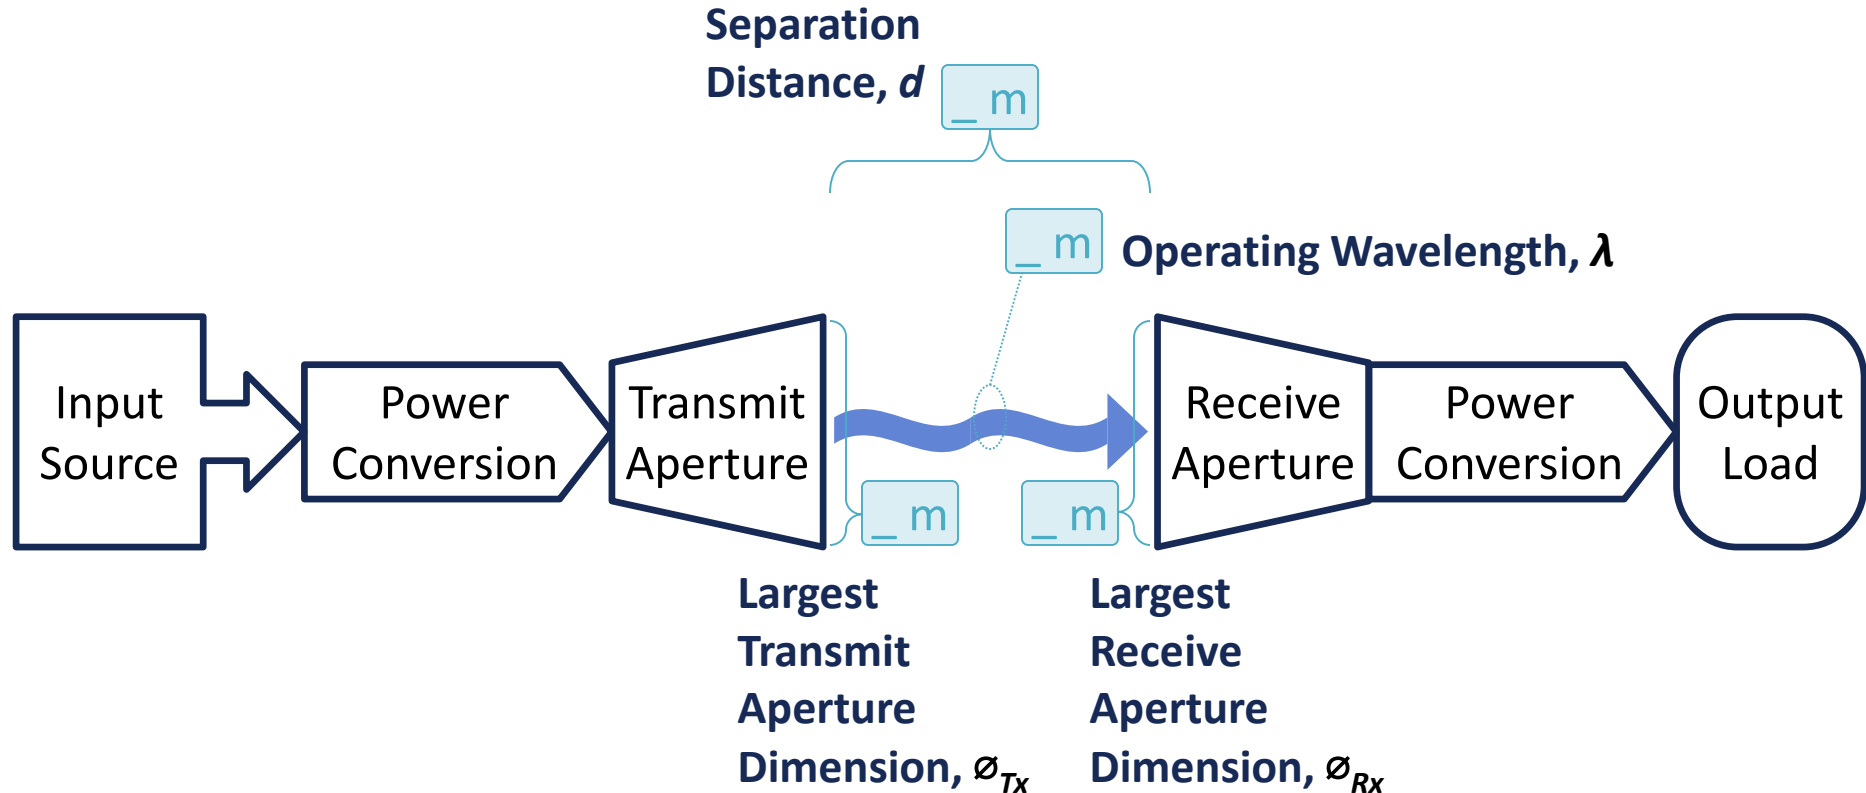 Separation
Distance, d
_ m
_ m
Operating Wavelength, λ
Input
Source
Power
Conversion
Transmit
Aperture
Receive
Aperture
Power
Conversion
Output
Load
_ m
_ m
Largest
Transmit
Aperture
Dimension, ⌀Tx
Largest
Receive
Aperture
Dimension, ⌀Rx